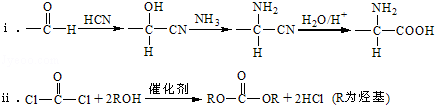 i. O H HCN OH H CN NH₃ NH₂ H CN H₂O/H⁺ NH₂ H COOH
ii. Cl O Cl +2ROH 催化剂 RO O OR +2HCl (R为烃基)